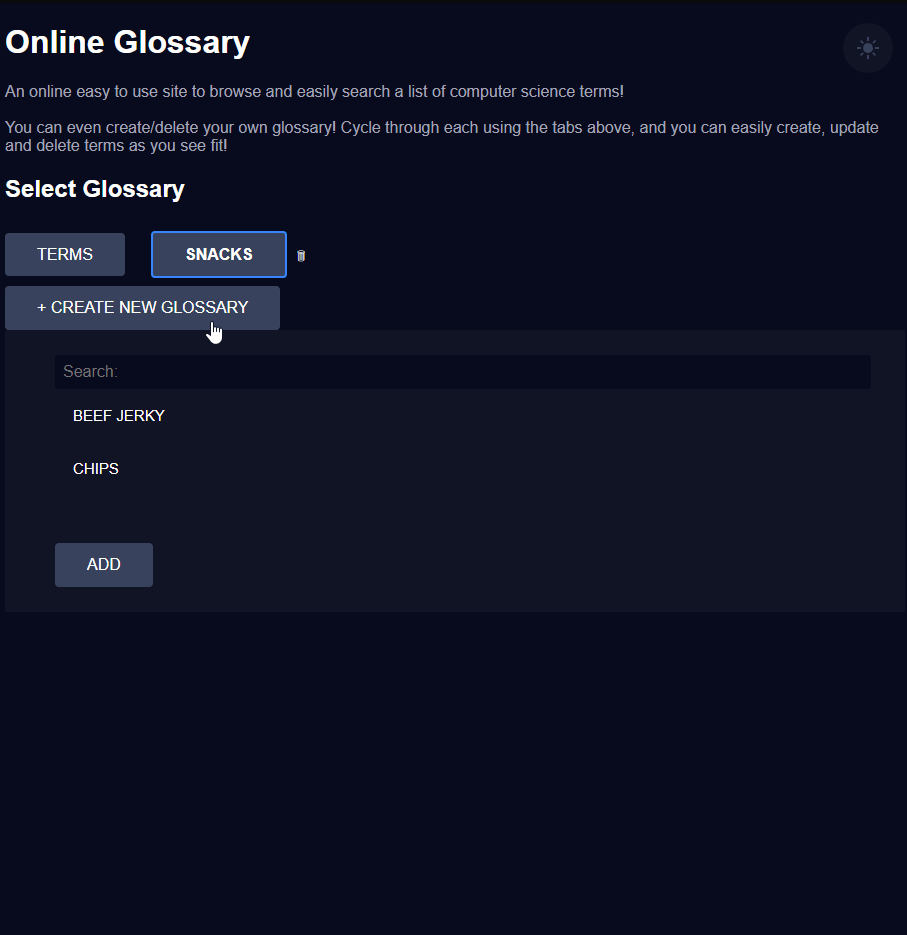 Online Glossary
An online easy to use site to browse and easily search a list of computer science terms!
You can even create/delete your own glossary! Cycle through each using the tabs above, and you can easily create, update
and delete terms as you see fit!
Select Glossary
TERMS
SNACKS
+ CREATE NEW GLOSSARY
Search:
BEEF JERKY
CHIPS
ADD